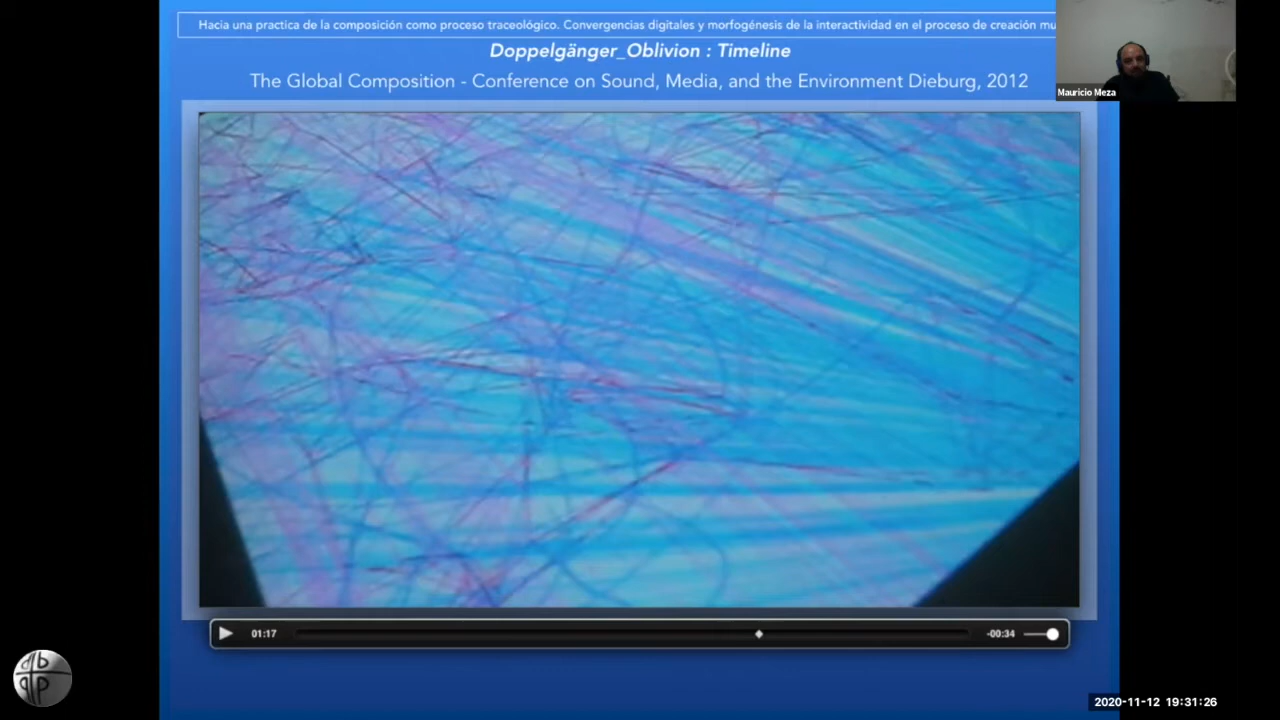 Hacia una practica de la composición como proceso traceológico. Convergencias digitales y morfogénesis de la interactividad en el proceso de creación mu
Doppelgänger_Oblivion : Timeline
The Global Composition - Conference on Sound, Media, and the Environment Dieburg, 2012
Mauricio Meza
01:17
-00:34
d b
q p
2020-11-12 19:31:26